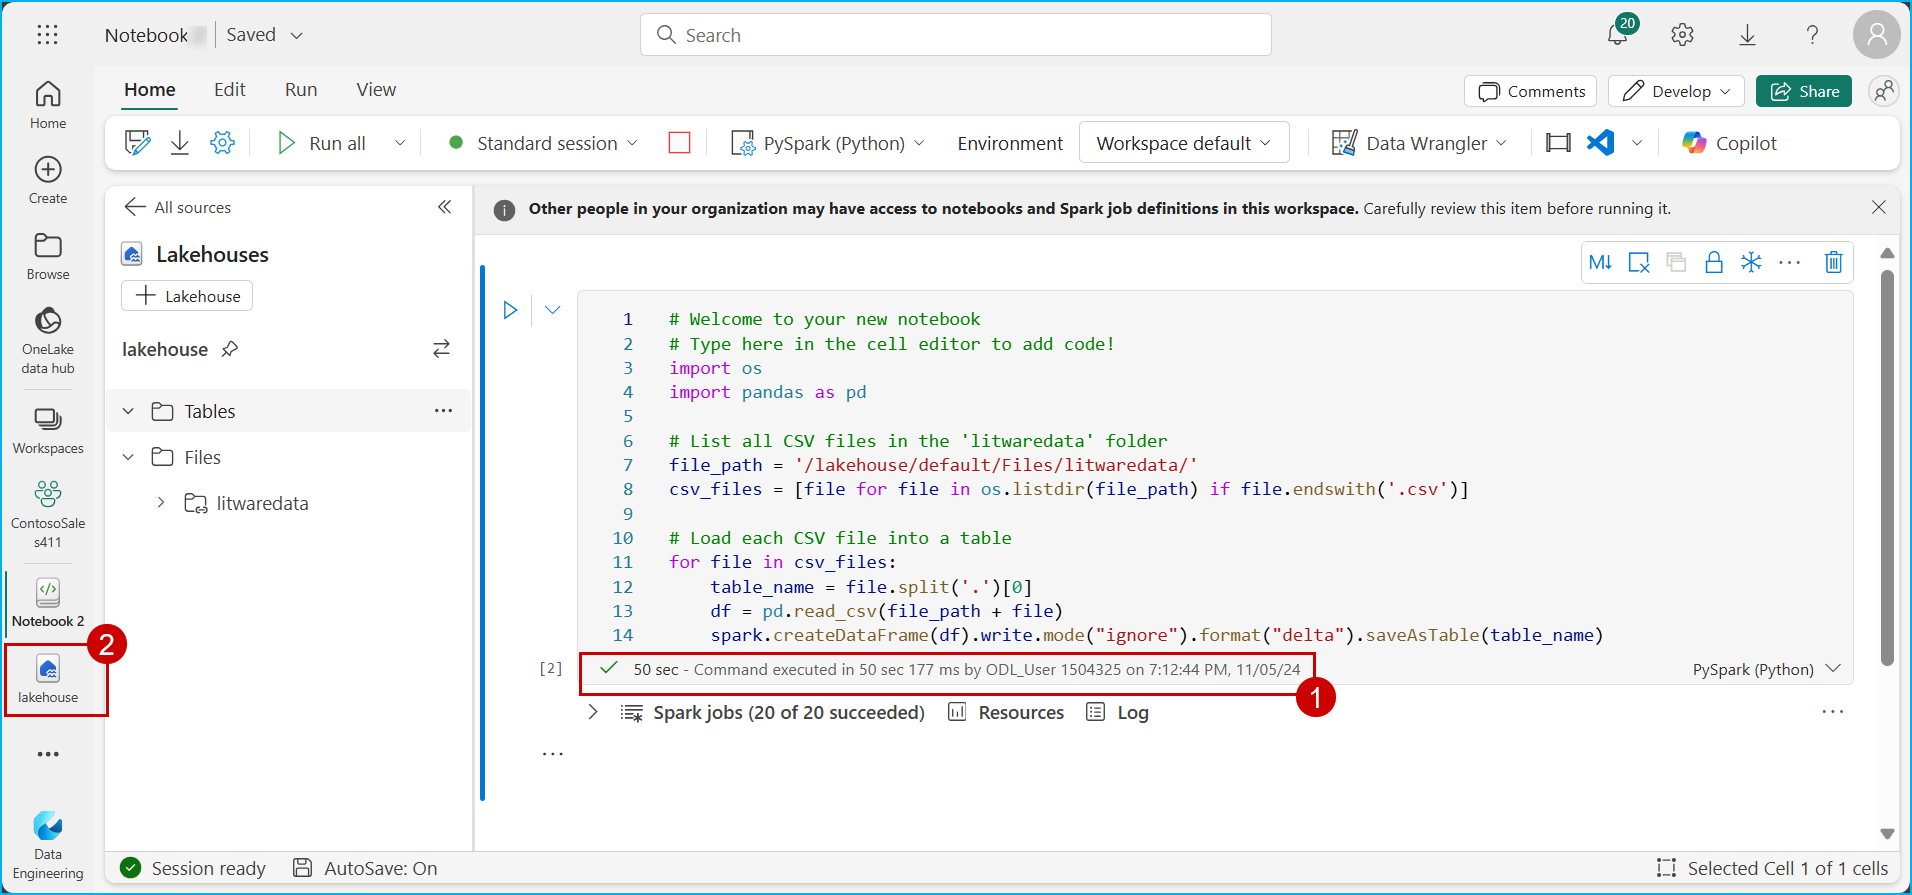 Notebook
Saved
Search
20
Home
Edit
Run
View
Comments
Develop
Share
Run all
Standard session
PySpark (Python)
Environment
Workspace default
Data Wrangler
Copilot
Home
Create
Browse
OneLake
data hub
Workspaces
ContosoSale
s411
Notebook 2
2
lakehouse
Data
Engineering
All sources
Lakehouses
Lakehouse
lakehouse
Tables
Files
litwaredata
Other people in your organization may have access to notebooks and Spark job definitions in this workspace. Carefully review this item before running it.
M↓
1 # Welcome to your new notebook
2 # Type here in the cell editor to add code!
3 import os
4 import pandas as pd
5
6 # List all CSV files in the 'litwaredata' folder
7 file_path = '/lakehouse/default/Files/litwaredata/'
8 csv_files = [file for file in os.listdir(file_path) if file.endswith('.csv')]
9
10 # Load each CSV file into a table
11 for file in csv_files:
12     table_name = file.split('.')[0]
13     df = pd.read_csv(file_path + file)
14     spark.createDataFrame(df).write.mode("ignore").format("delta").saveAsTable(table_name)
[2]
50 sec - Command executed in 50 sec 177 ms by ODL_User 1504325 on 7:12:44 PM, 11/05/24
PySpark (Python)
1
Spark jobs (20 of 20 succeeded)
Resources
Log
Session ready
AutoSave: On
Selected Cell 1 of 1 cells